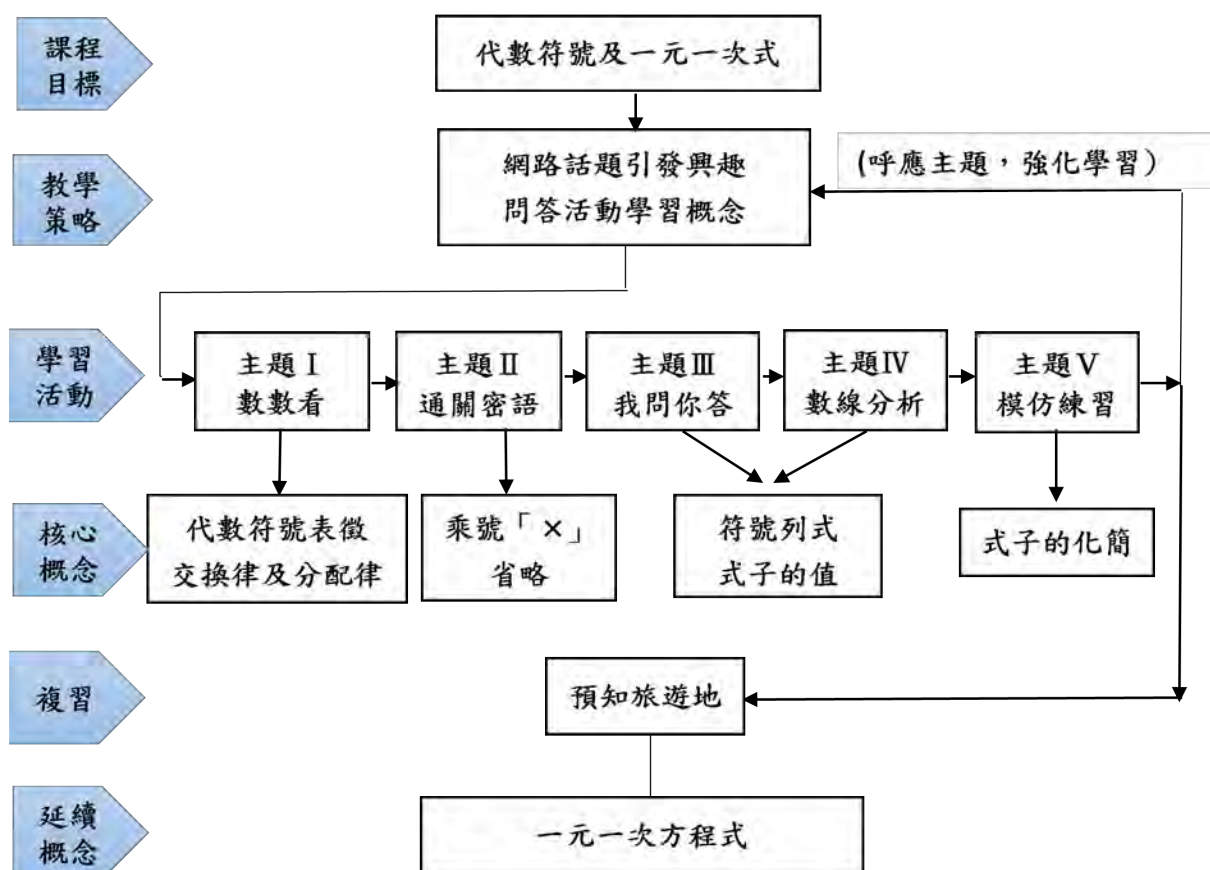 課程
目標
代數符號及一元一次式
教學
策略
網路話題引發興趣
問答活動學習概念
(呼應主題，強化學習)
學習
活動
主題Ⅰ
數數看
主題Ⅱ
通關密語
主題Ⅲ
我問你答
主題Ⅳ
數線分析
主題Ⅴ
模仿練習
核心
概念
代數符號表徵
交換律及分配律
乘號「×」
省略
符號列式
式子的值
式子的化簡
複習
預知旅遊地
延續
概念
一元一次方程式